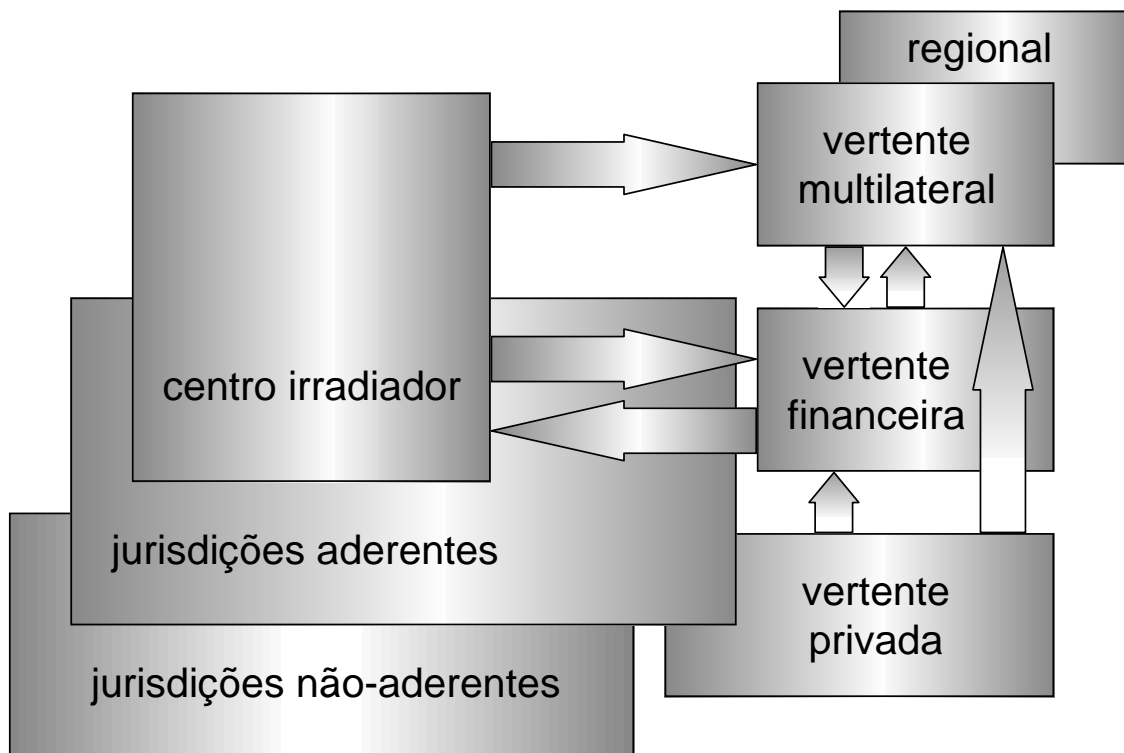 regional
vertente
multilateral
centro irradiador
vertente
financeira
jurisdições aderentes
vertente
privada
jurisdições não-aderentes